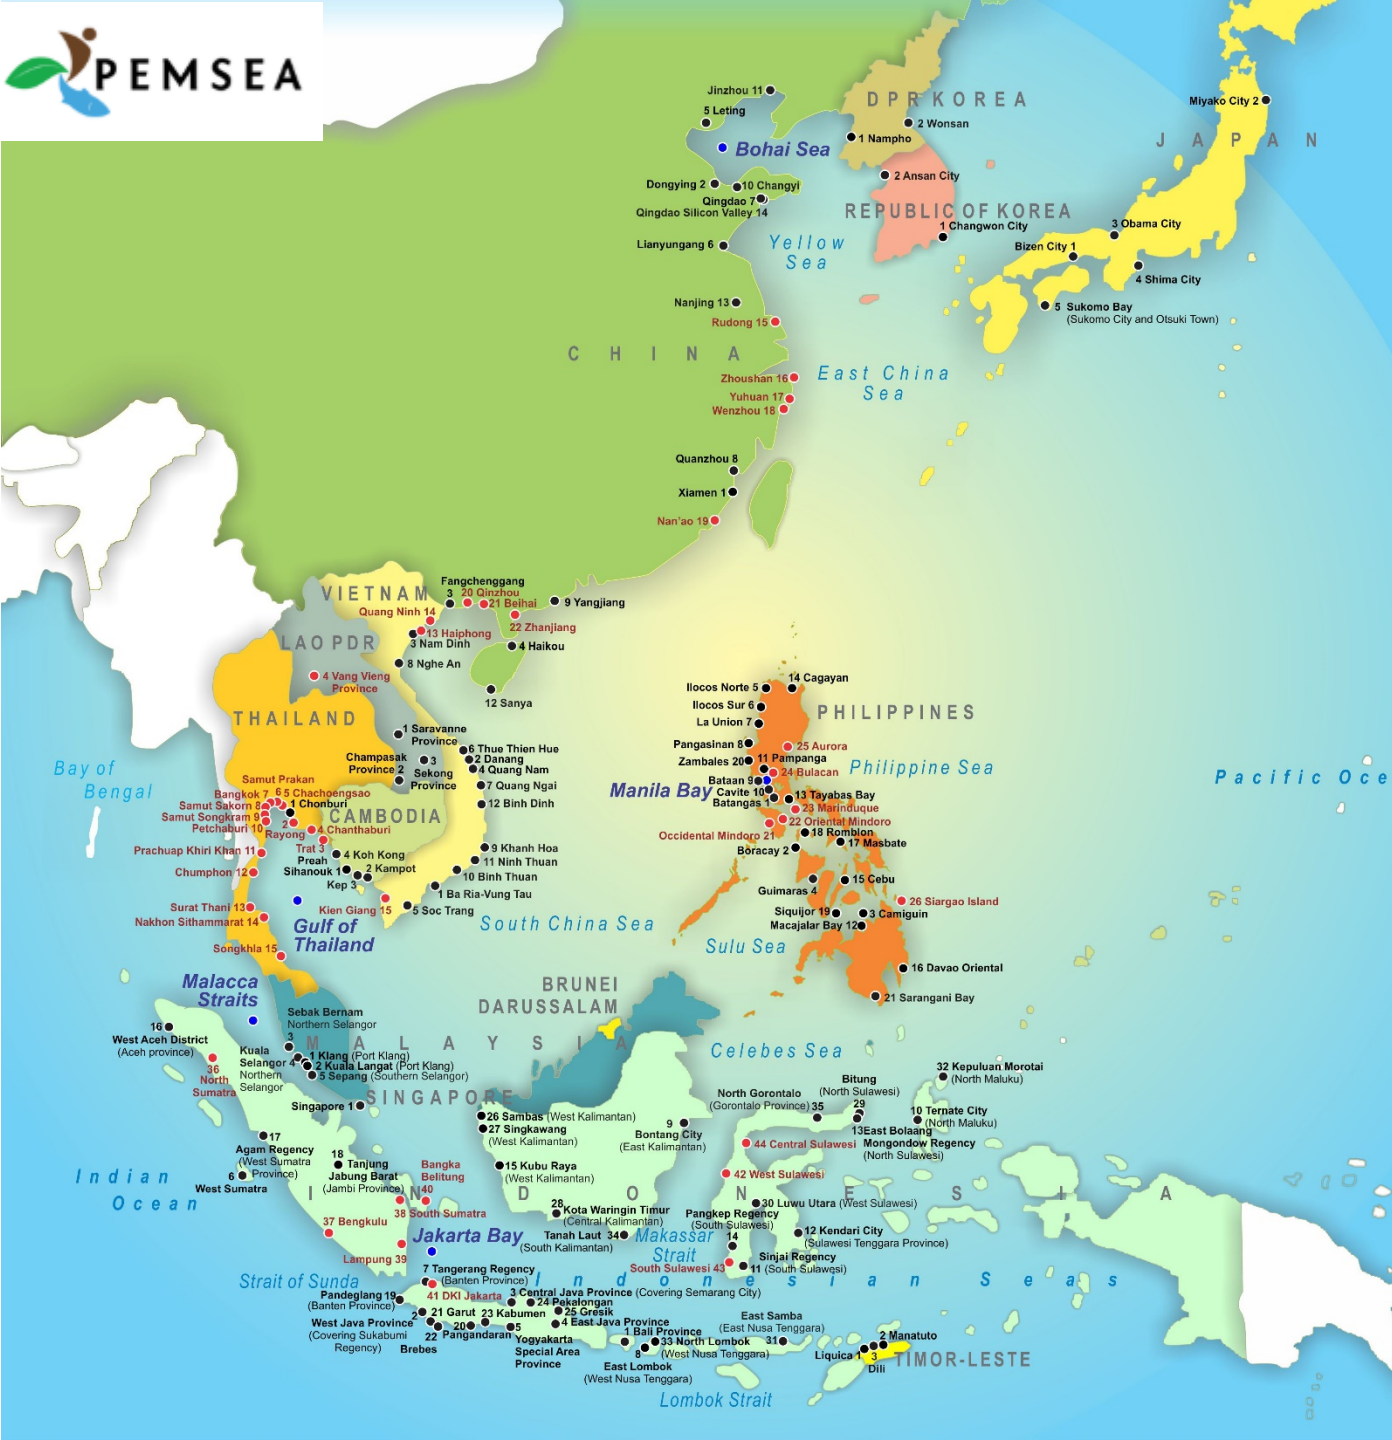 PEMSEA
Jinzhou 11
5 Leting
DPR KOREA
2 Wonsan
1 Nampho
Bohai Sea
Miyako City 2
JAPAN
Dongying 2
10 Changyi
Qingdao 7
Qingdao Silicon Valley 14
2 Ansan City
REPUBLIC OF KOREA
1 Changwon City
Lianyungang 6
Yellow
Sea
3 Obama City
Bizen City 1
4 Shima City
5 Sukomo Bay
(Sukomo City and Otsuki Town)
Nanjing 13
Rudong 15
CHINA
Zhoushan 16
Yuhuan 17
Wenzhou 18
East China
Sea
Quanzhou 8
Xiamen 1
Nan'ao 19
Fangchenggang
3
20 Qinzhou
21 Beihai
9 Yangjiang
22 Zhanjiang
4 Haikou
12 Sanya
VIETNAM
Quang Ninh 14
13 Haiphong
3 Nam Dinh
8 Nghe An
LAO PDR
4 Vang Vieng
Province
THAILAND
1 Saravanne
Province
Champasak
Province 2
3
Sekong
Province
6 Thue Thien Hue
2 Danang
4 Quang Nam
7 Quang Ngai
12 Binh Dinh
9 Khanh Hoa
11 Ninh Thuan
10 Binh Thuan
1 Ba Ria-Vung Tau
5 Soc Trang
Kien Giang 15
Bay of
Bengal
Samut Prakan
Bangkok 7
6
5 Chachoengsao
Samut Sakorn 8
1 Chonburi
Samut Songkram 9
Petchaburi 10
2
Rayong
4 Chanthaburi
Trat 3
CAMBODIA
Preah
Sihanouk 1
4 Koh Kong
2 Kampot
Kep 3
Prachuap Khiri Khan 11
Chumphon 12
Surat Thani 13
Nakhon Sithammarat 14
Songkhla 15
Gulf of
Thailand
South China Sea
Ilocos Norte 5
14 Cagayan
Ilocos Sur 6
La Union 7
PHILIPPINES
Pangasinan 8
25 Aurora
Zambales 20
11 Pampanga
24 Bulacan
Philippine Sea
Bataan 9
Manila Bay
Cavite 10
Batangas 1
13 Tayabas Bay
23 Marinduque
22 Oriental Mindoro
Occidental Mindoro 21
18 Romblon
17 Masbate
Boracay 2
Guimaras 4
15 Cebu
26 Siargao Island
Siquijor 19
3 Camiguin
Macajalar Bay 12
Sulu Sea
16 Davao Oriental
21 Sarangani Bay
Pacific Oce
Malacca
Straits
BRUNEI
DARUSSALAM
Sebak Bernam
Northern Selangor
3
MALAYSIA
16
West Aceh District
(Aceh province)
36
North
Sumatra
Kuala
Selangor 4
Northern
Selangor
1 Klang (Port Klang)
2 Kuala Langat (Port Klang)
5 Sepang (Southern Selangor)
SINGAPORE
Singapore 1
Celebes Sea
32 Kepuluan Morotai
(North Maluku)
Bitung
(North Sulawesi)
29
North Gorontalo
(Gorontalo Province) 35
10 Ternate City
(North Maluku)
13East Bolaang
Mongondow Regency
(North Sulawesi)
26 Sambas (West Kalimantan)
27 Singkawang
(West Kalimantan)
9
Bontang City
(East Kalimantan)
44 Central Sulawesi
42 West Sulawesi
15 Kubu Raya
(West Kalimantan)
17
Agam Regency
(West Sumatra
Province)
6
West Sumatra
18
Tanjung
Jabung Barat
(Jambi Province)
Bangka
Belitung
40
38 South Sumatra
37 Bengkulu
Lampung 39
Indian
Ocean
INDONESIA
28
Kota Waringin Timur
(Central Kalimantan)
Tanah Laut 34
(South Kalimantan)
Makassar
Strait
30 Luwu Utara (West Sulawesi)
Pangkep Regency
(South Sulawesi)
14
12 Kendari City
(Sulawesi Tenggara Province)
South Sulawesi 43
Sinjai Regency
11 (South Sulawesi)
Jakarta Bay
Strait of Sunda
Indonesian Seas
7 Tangerang Regency
(Banten Province)
41 DKI Jakarta
Pandeglang 19
(Banten Province)
3 Central Java Province (Covering Semarang City)
24 Pekalongan
25 Gresik
4 East Java Province
2
21 Garut
23 Kabumen
West Java Province
(Covering Sukabumi
Regency)
22
Brebes
20
Pangandaran
5
Yogyakarta
Special Area
Province
1 Bali Province
33 North Lombok
(West Nusa Tenggara)
8
East Lombok
(West Nusa Tenggara)
East Samba
(East Nusa Tenggara)
31
Lombok Strait
2 Manatuto
Liquica 1
3
Dili
TIMOR-LESTE